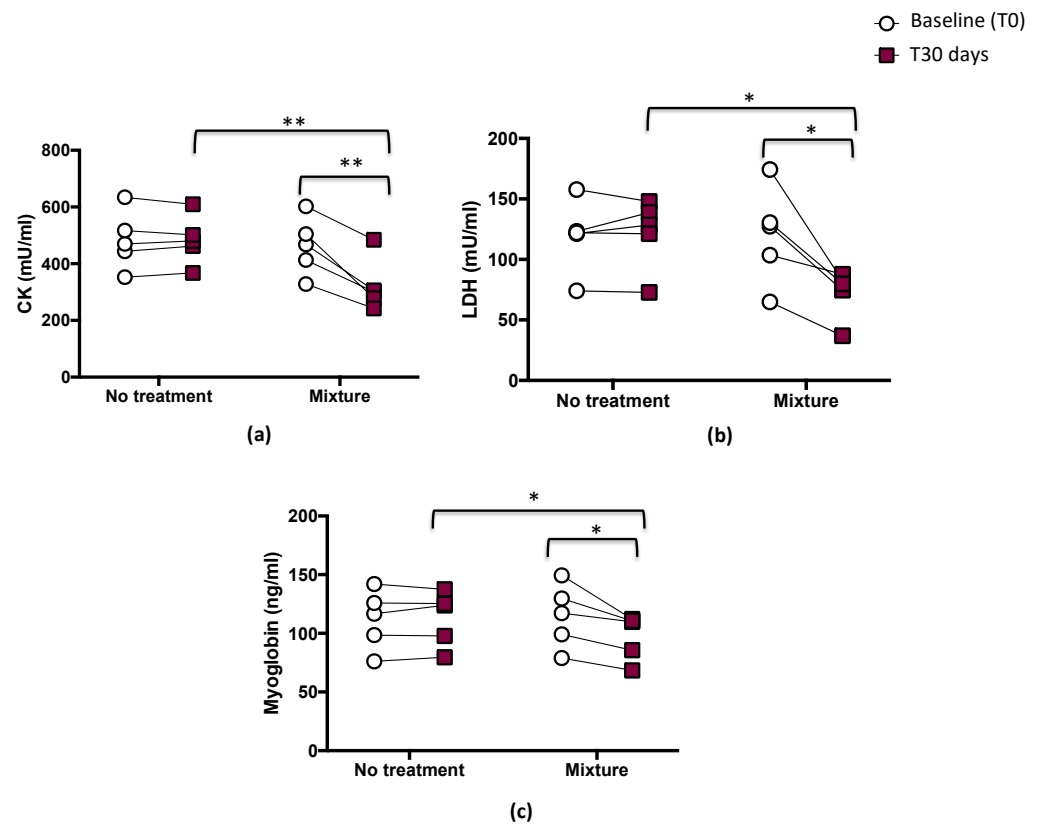 Baseline (T0)
T30 days
**
**
800
600
400
200
0
CK (mU/ml)
No treatment
Mixture
(a)
*
*
200
150
100
50
0
LDH (mU/ml)
No treatment
Mixture
(b)
*
*
200
150
100
50
0
Myoglobin (ng/ml)
No treatment
Mixture
(c)